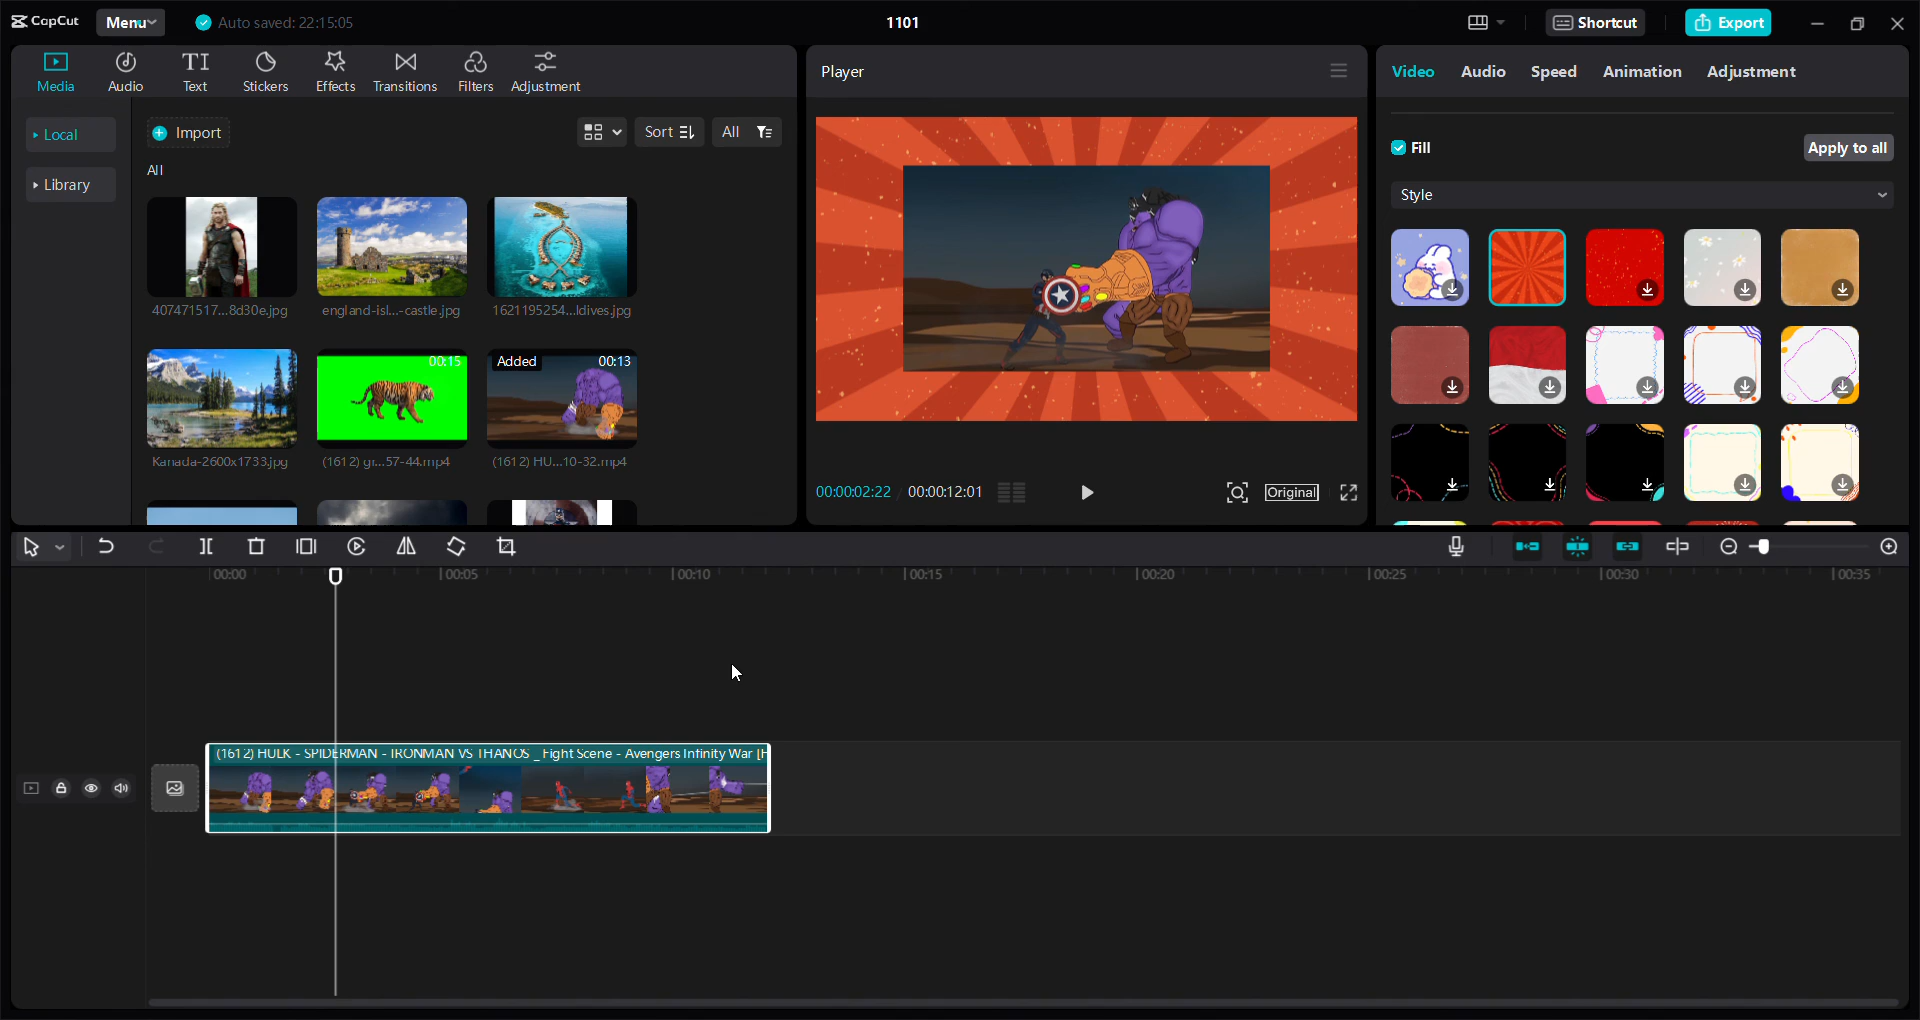 CapCut
Menu
Auto saved: 22:15:05
1101
Shortcut
Export
Media
Audio
Text
Stickers
Effects
Transitions
Filters
Adjustment
Local
Library
Import
Sort
All
All
407471517...8d30e.jpg
england-isl...-castle.jpg
1621195254...ldives.jpg
00:15
Added
00:13
Kanada-2600x1733.jpg
(1612) gr...57-44.mp4
(1612) HU...10-32.mp4
Player
00:00:02:22 / 00:00:12:01
Original
Video
Audio
Speed
Animation
Adjustment
Fill
Apply to all
Style
00:00
00:05
00:10
00:15
00:20
00:25
00:30
00:35
(1612) HULK - SPIDERMAN - IRONMAN VS THANOS _ Fight Scene - Avengers Infinity War [H